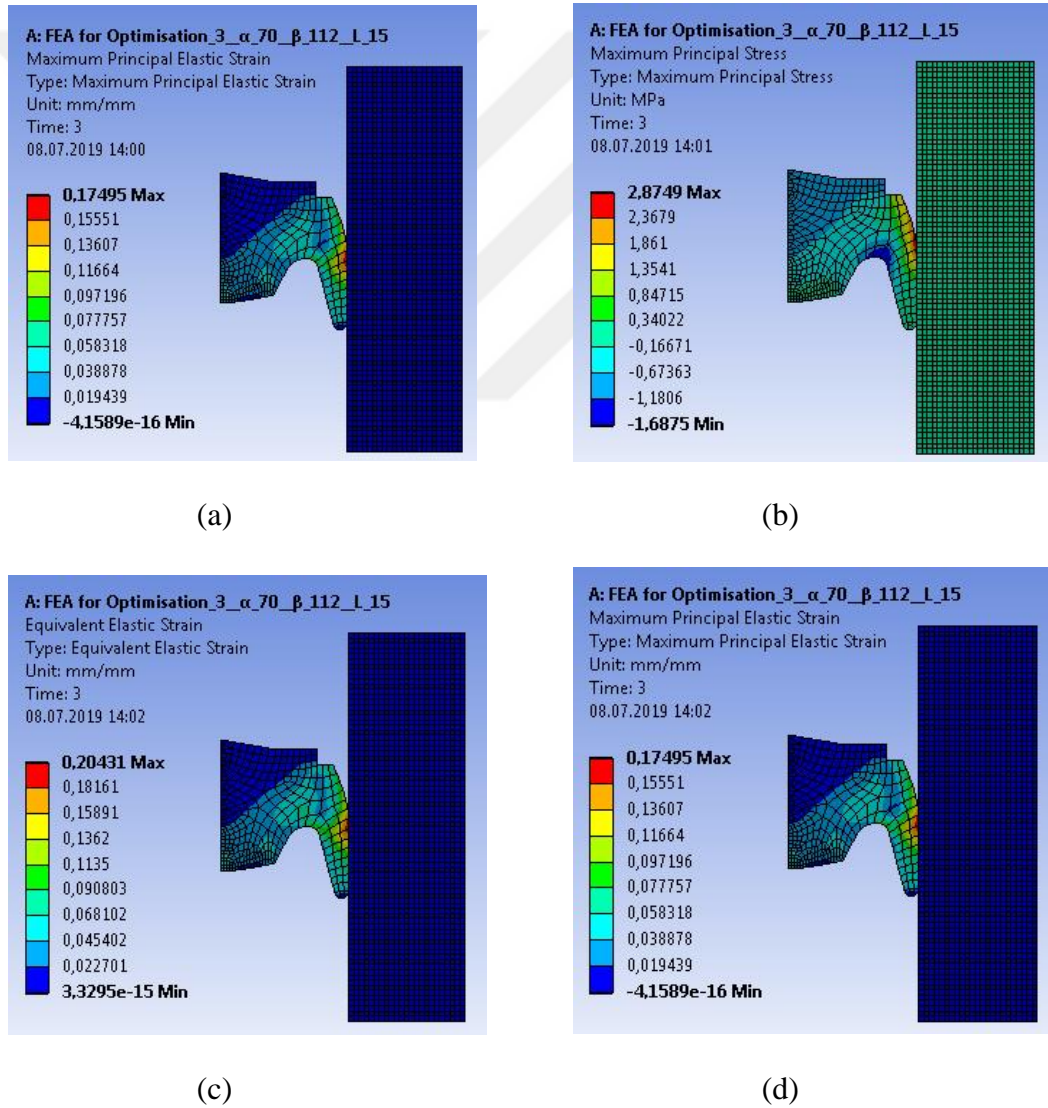 A: FEA for Optimisation_3__α_70__β_112__L_15
Maximum Principal Elastic Strain
Type: Maximum Principal Elastic Strain
Unit: mm/mm
Time: 3
08.07.2019 14:00
0,17495 Max
0,15551
0,13607
0,11664
0,097196
0,077757
0,058318
0,038878
0,019439
-4,1589e-16 Min
(a)
A: FEA for Optimisation_3__α_70__β_112__L_15
Maximum Principal Stress
Type: Maximum Principal Stress
Unit: MPa
Time: 3
08.07.2019 14:01
2,8749 Max
2,3679
1,861
1,3541
0,84715
0,34022
-0,16671
-0,67363
-1,1806
-1,6875 Min
(b)
A: FEA for Optimisation_3__α_70__β_112__L_15
Equivalent Elastic Strain
Type: Equivalent Elastic Strain
Unit: mm/mm
Time: 3
08.07.2019 14:02
0,20431 Max
0,18161
0,15891
0,1362
0,1135
0,090803
0,068102
0,045402
0,022701
3,3295e-15 Min
(c)
A: FEA for Optimisation_3__α_70__β_112__L_15
Maximum Principal Elastic Strain
Type: Maximum Principal Elastic Strain
Unit: mm/mm
Time: 3
08.07.2019 14:02
0,17495 Max
0,15551
0,13607
0,11664
0,097196
0,077757
0,058318
0,038878
0,019439
-4,1589e-16 Min
(d)